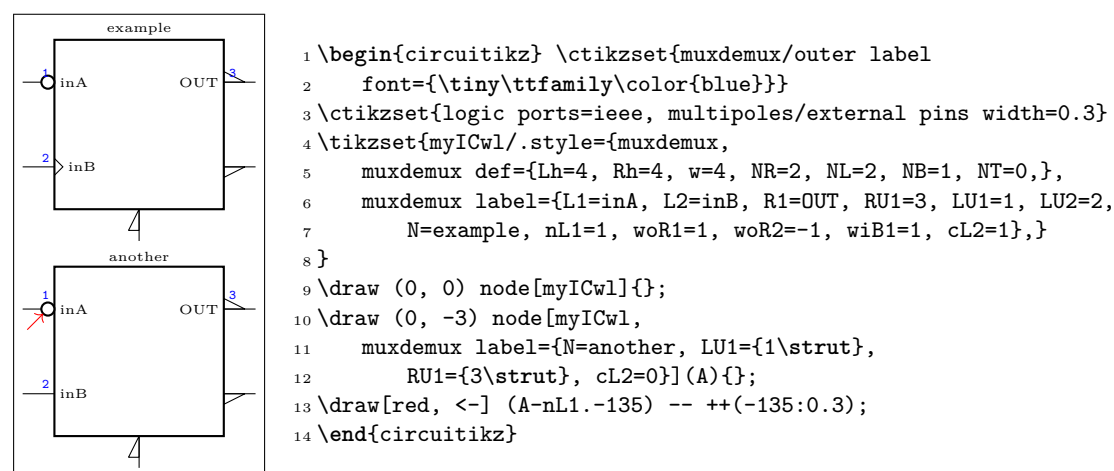 example
1
inA
OUT
3
2
inB
another
1
inA
OUT
3
2
inB
1 \begin{circuitikz} \ctikzset{muxdemux/outer label
2 font={\tiny\ttfamily\color{blue}}}
3 \ctikzset{logic ports=ieee, multipoles/external pins width=0.3}
4 \tikzset{myICwl/.style={muxdemux,
5 muxdemux def={Lh=4, Rh=4, w=4, NR=2, NL=2, NB=1, NT=0,},
6 muxdemux label={L1=inA, L2=inB, R1=OUT, RU1=3, LU1=1, LU2=2,
7 N=example, nL1=1, woR1=1, woR2=-1, wiB1=1, cL2=1},}
8 }
9 \draw (0, 0) node[myICwl]{};
10 \draw (0, -3) node[myICwl,
11 muxdemux label={N=another, LU1={1\strut},
12 RU1={3\strut}, cL2=0}](A){};
13 \draw[red, <-] (A-nL1.-135) -- ++(-135:0.3);
14 \end{circuitikz}